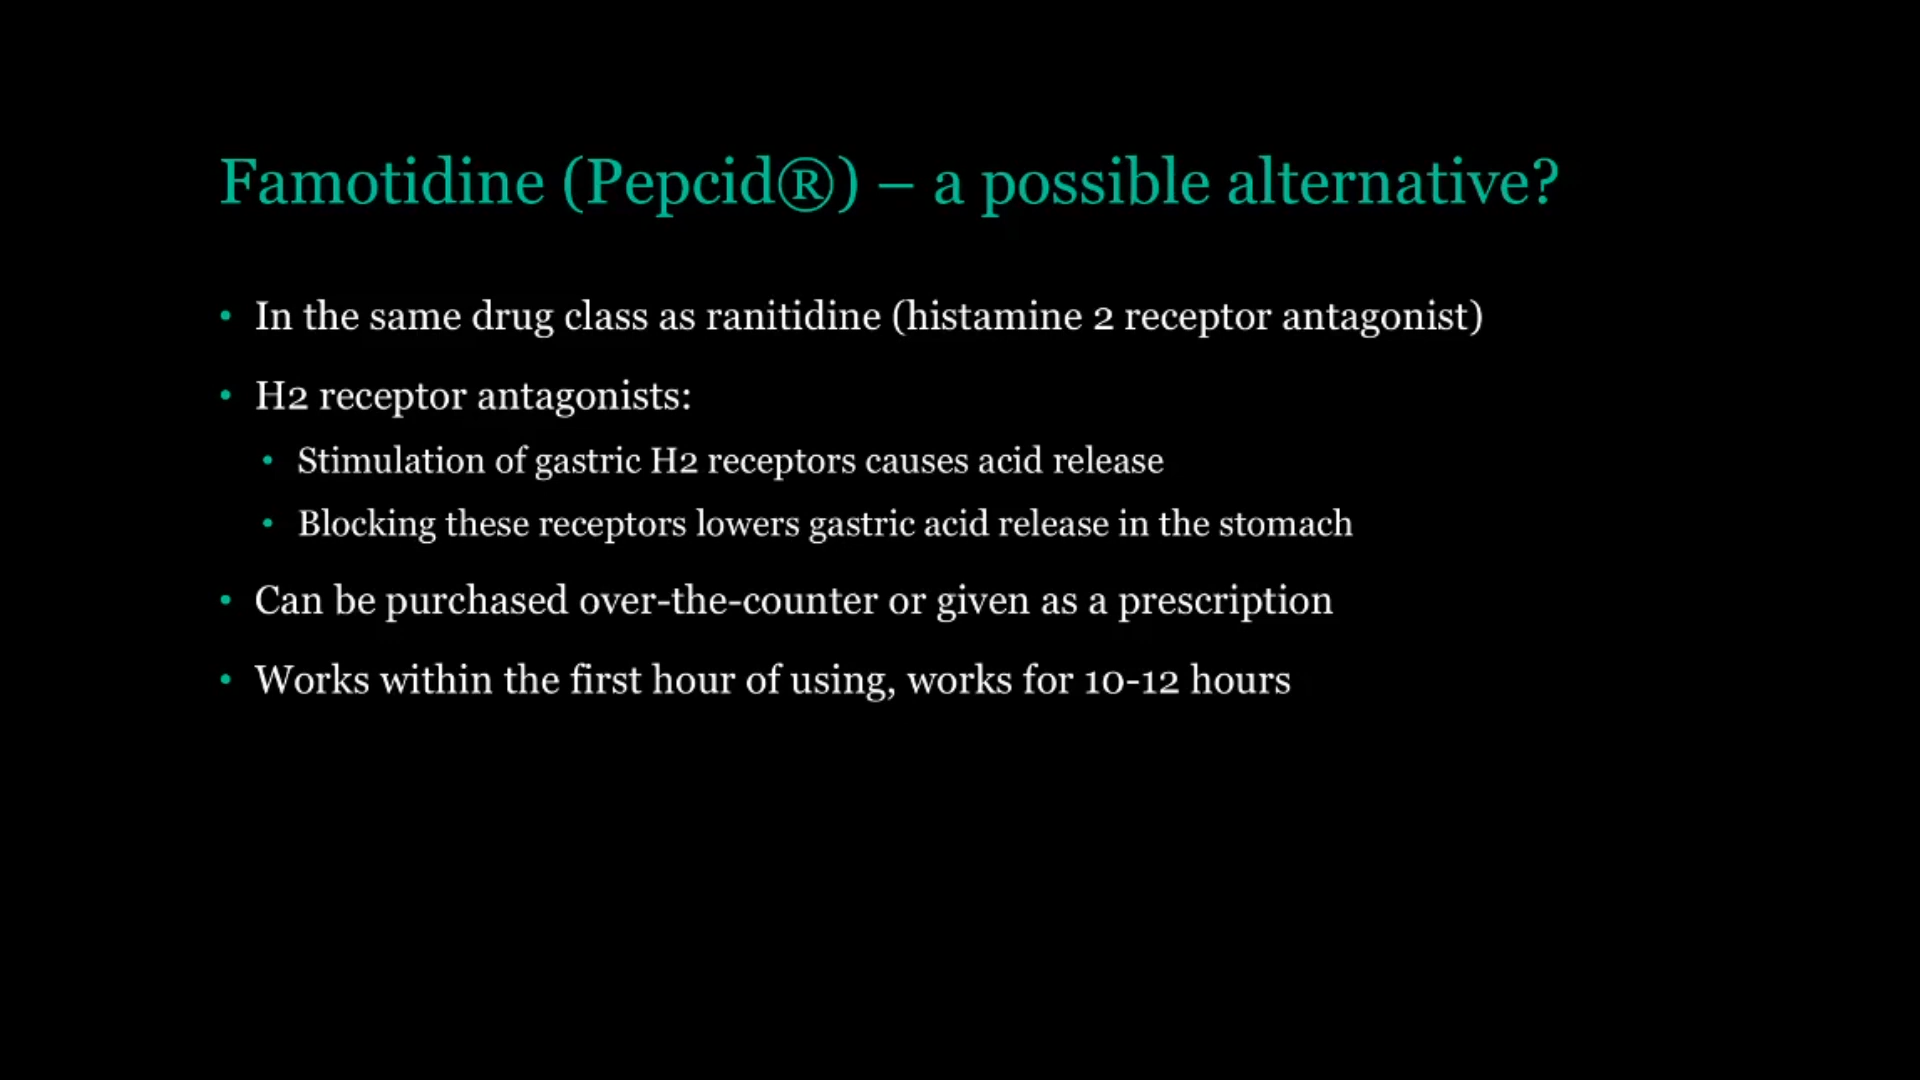 Famotidine (Pepcid®) – a possible alternative?
• In the same drug class as ranitidine (histamine 2 receptor antagonist)
• H2 receptor antagonists:
• Stimulation of gastric H2 receptors causes acid release
• Blocking these receptors lowers gastric acid release in the stomach
• Can be purchased over-the-counter or given as a prescription
• Works within the first hour of using, works for 10-12 hours